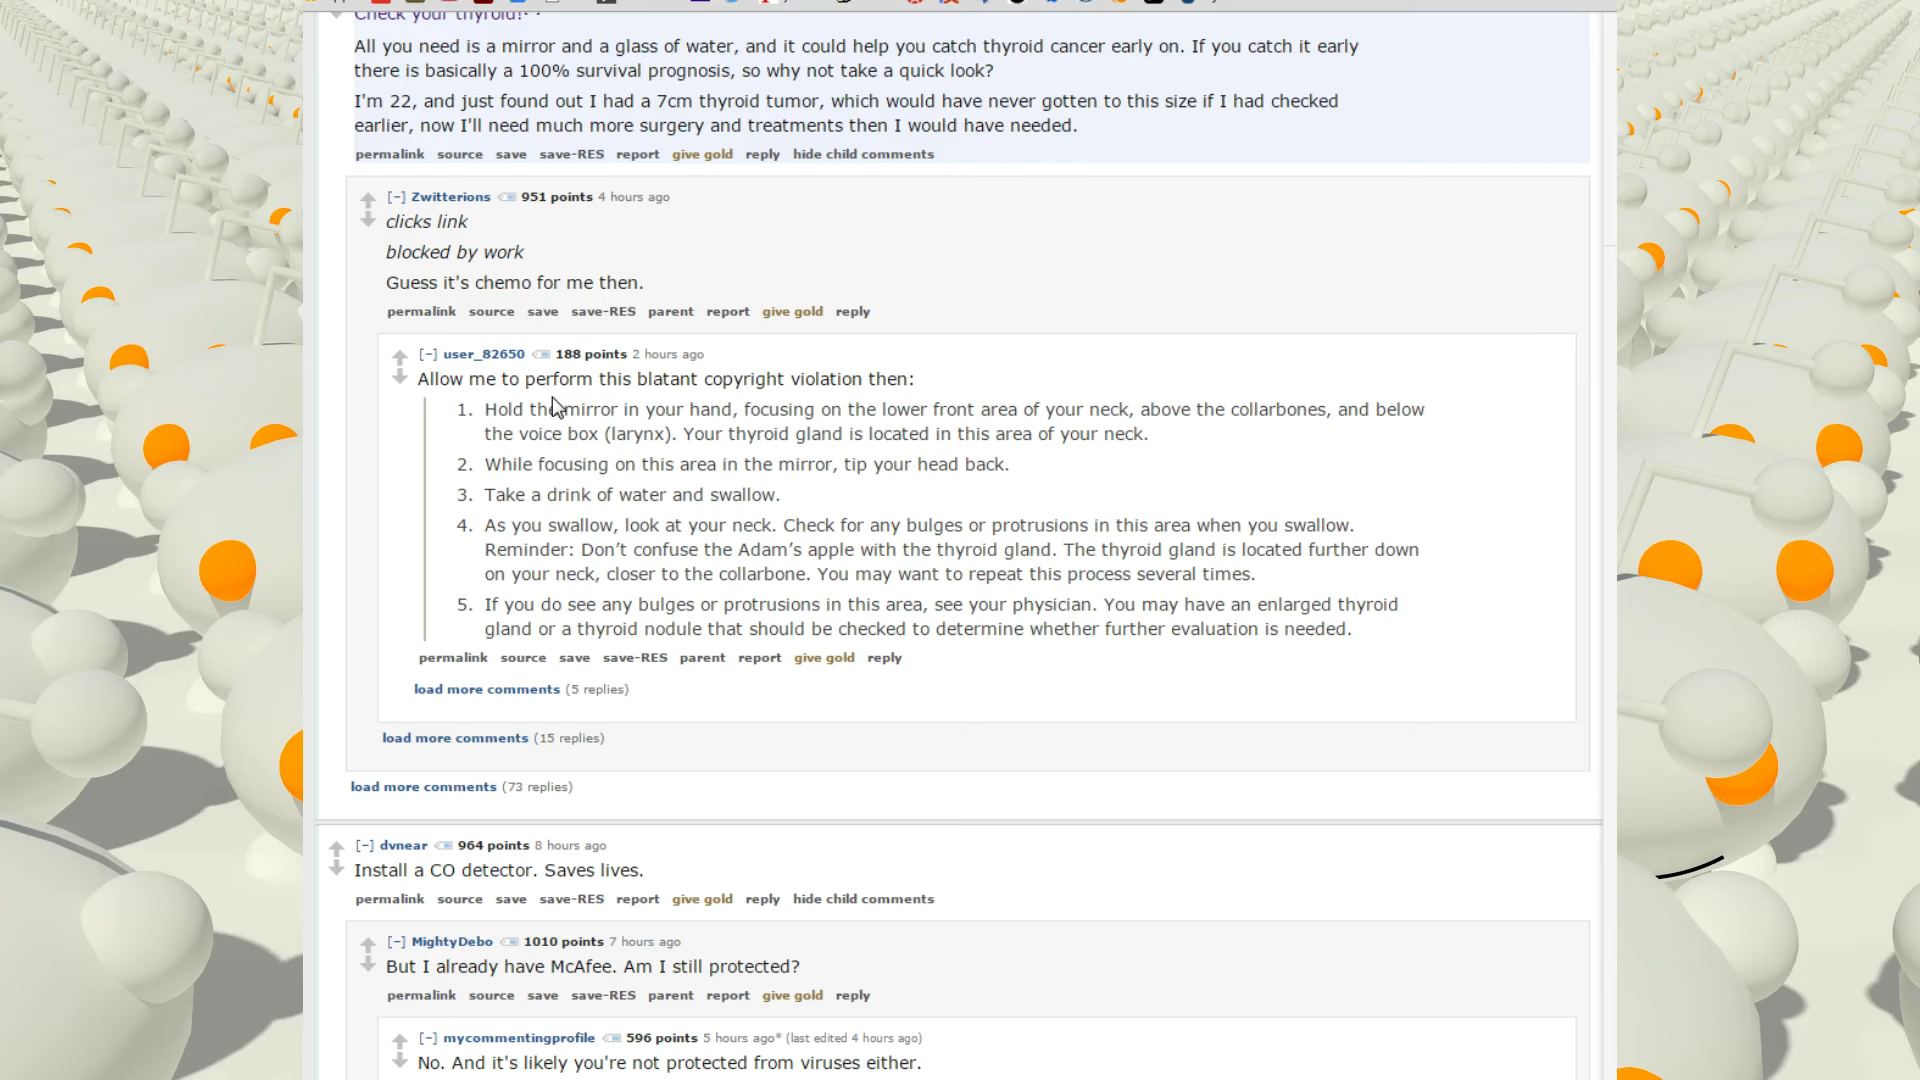 Check your thyroid!
All you need is a mirror and a glass of water, and it could help you catch thyroid cancer early on. If you catch it early
there is basically a 100% survival prognosis, so why not take a quick look?
I'm 22, and just found out I had a 7cm thyroid tumor, which would have never gotten to this size if I had checked
earlier, now I'll need much more surgery and treatments then I would have needed.
permalink source save save-RES report give gold reply hide child comments
[-] Zwitterions 951 points 4 hours ago
clicks link
blocked by work
Guess it's chemo for me then.
permalink source save save-RES parent report give gold reply
[-] user_82650 188 points 2 hours ago
Allow me to perform this blatant copyright violation then:
1. Hold the mirror in your hand, focusing on the lower front area of your neck, above the collarbones, and below
the voice box (larynx). Your thyroid gland is located in this area of your neck.
2. While focusing on this area in the mirror, tip your head back.
3. Take a drink of water and swallow.
4. As you swallow, look at your neck. Check for any bulges or protrusions in this area when you swallow.
Reminder: Don’t confuse the Adam’s apple with the thyroid gland. The thyroid gland is located further down
on your neck, closer to the collarbone. You may want to repeat this process several times.
5. If you do see any bulges or protrusions in this area, see your physician. You may have an enlarged thyroid
gland or a thyroid nodule that should be checked to determine whether further evaluation is needed.
permalink source save save-RES parent report give gold reply
load more comments (5 replies)
load more comments (15 replies)
load more comments (73 replies)
[-] dvnear 964 points 8 hours ago
Install a CO detector. Saves lives.
permalink source save save-RES report give gold reply hide child comments
[-] MightyDebo 1010 points 7 hours ago
But I already have McAfee. Am I still protected?
permalink source save save-RES parent report give gold reply
[-] mycommentingprofile 596 points 5 hours ago* (last edited 4 hours ago)
No. And it's likely you're not protected from viruses either.